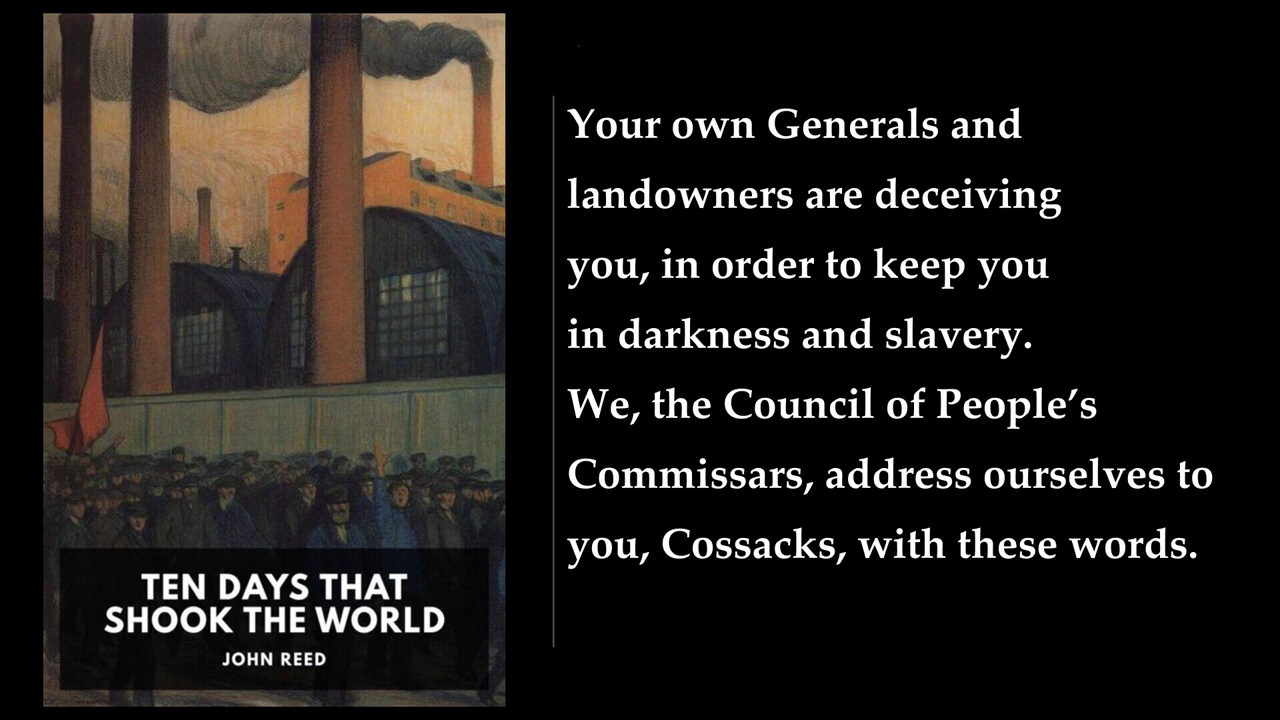 TEN DAYS THAT
SHOOK THE WORLD
JOHN REED
Your own Generals and
landowners are deceiving
you, in order to keep you
in darkness and slavery.
We, the Council of People’s
Commissars, address ourselves to
you, Cossacks, with these words.